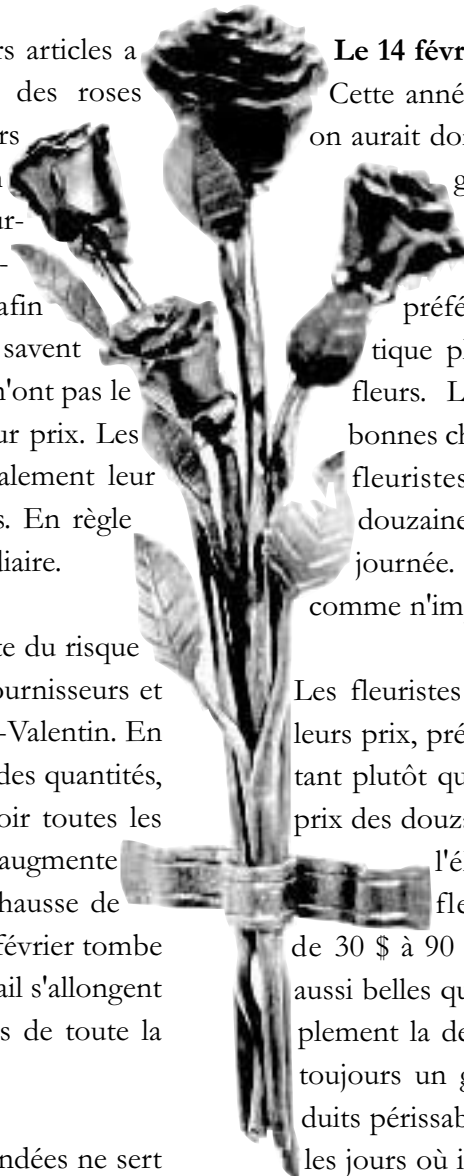 rs articles a
des roses
rs
n
ur-
-
afin
savent
n'ont pas le
ur prix. Les
alement leur
s. En règle
diaire.
te du risque
ournisseurs et
-Valentin. En
des quantités,
oir toutes les
augmente
hausse de
février tombe
ail s'allongent
s de toute la
ndées ne sert
Le 14 févr
Cette anné
on aurait don
g
préfé
tique pl
fleurs. L
bonnes ch
fleuristes
douzaine
journée.
comme n'im
Les fleuristes
leurs prix, pré
tant plutôt qu
prix des douz
l'él
fle
de 30 $ à 90
aussi belles qu
plement la de
toujours un g
duits périssab
les jours où i